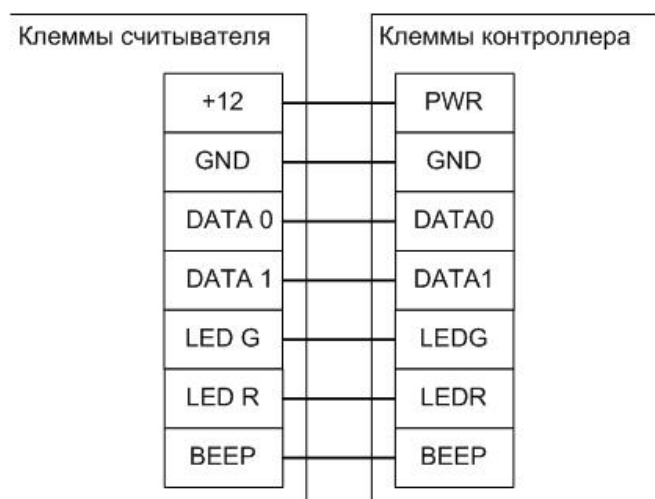 Клеммы считывателя Клеммы контроллера
+12 PWR
GND GND
DATA 0 DATA0
DATA 1 DATA1
LED G LEDG
LED R LEDR
BEEP BEEP